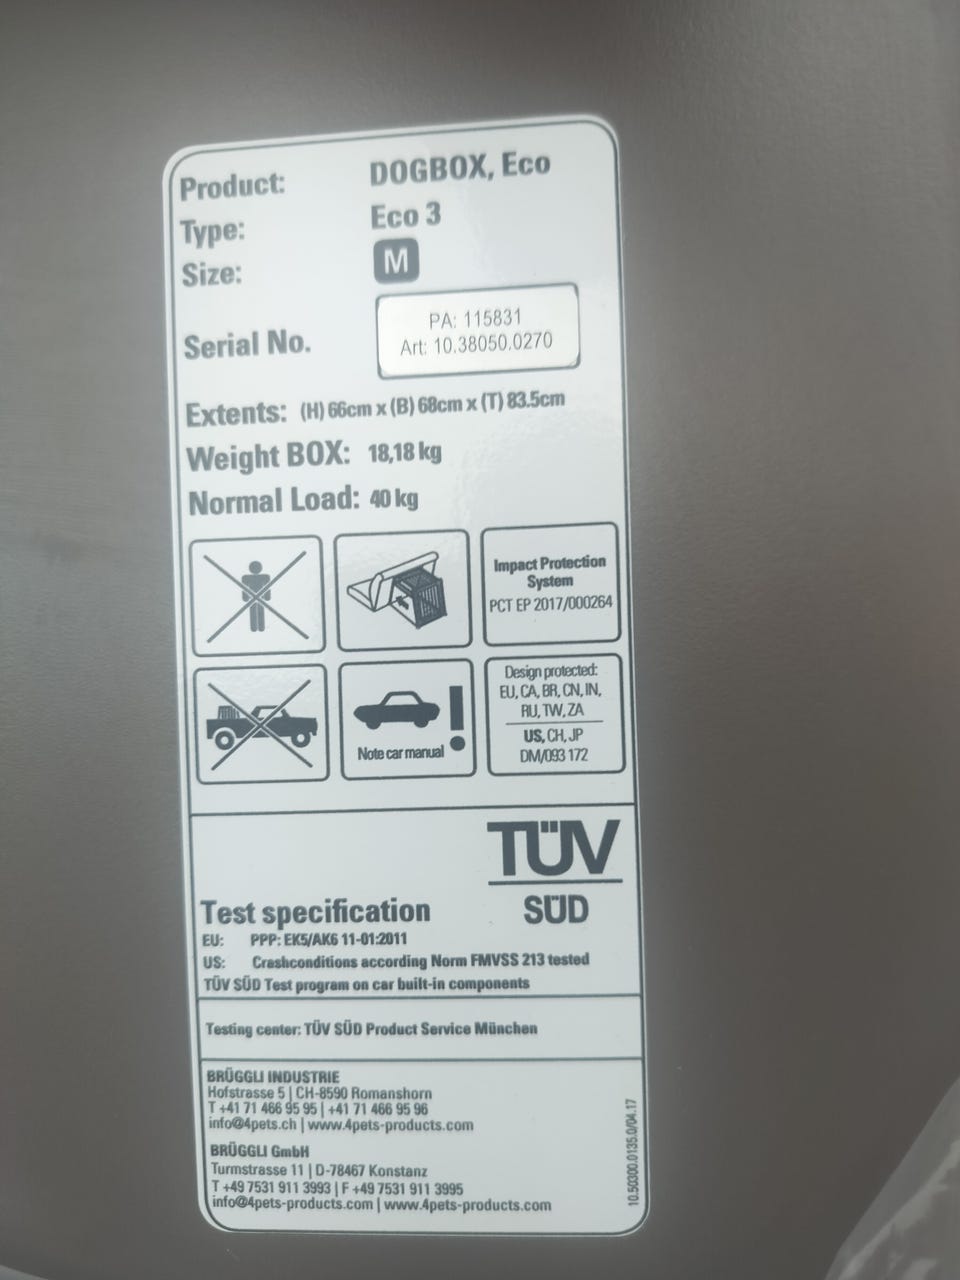 Product: DOGBOX, Eco
Type: Eco 3
Size: M
Serial No.
PA: 115831
Art: 10.38050.0270
Extents: (H) 66cm x (B) 68cm x (T) 83.5cm
Weight BOX: 18,18 kg
Normal Load: 40 kg
Impact Protection
System
PCT EP 2017/000264
Note car manual
Design protected:
EU, CA, BR, CN, IN,
RU, TW, ZA
US, CH, JP
DM/093 172
TÜV
SÜD
Test specification
EU: PPP: EK5/AK6 11-01:2011
US: Crashconditions according Norm FMVSS 213 tested
TÜV SÜD Test program on car built-in components
Testing center: TÜV SÜD Product Service München
BRÜGGLI INDUSTRIE
Hofstrasse 5 | CH-8590 Romanshorn
T +41 71 466 95 95 | +41 71 466 95 96
info@4pets.ch | www.4pets-products.com
BRÜGGLI GmbH
Turmstrasse 11 | D-78467 Konstanz
T +49 7531 911 3993 | F +49 7531 911 3995
info@4pets-products.com | www.4pets-products.com
10.50300.0135.0/04.17